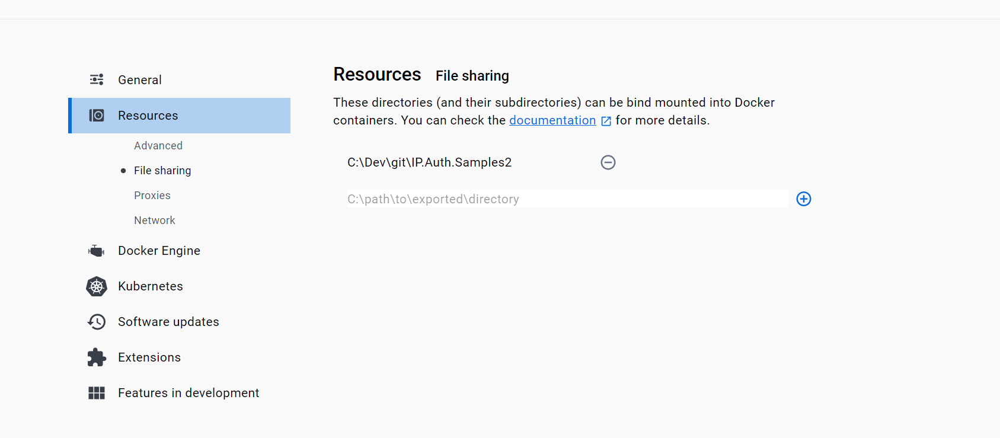 General
Resources
Advanced
File sharing
Proxies
Network
Docker Engine
Kubernetes
Software updates
Extensions
Features in development
Resources File sharing
These directories (and their subdirectories) can be bind mounted into Docker
containers. You can check the documentation for more details.
C:\Dev\git\IP.Auth.Samples2
C:\path\to\exported\directory